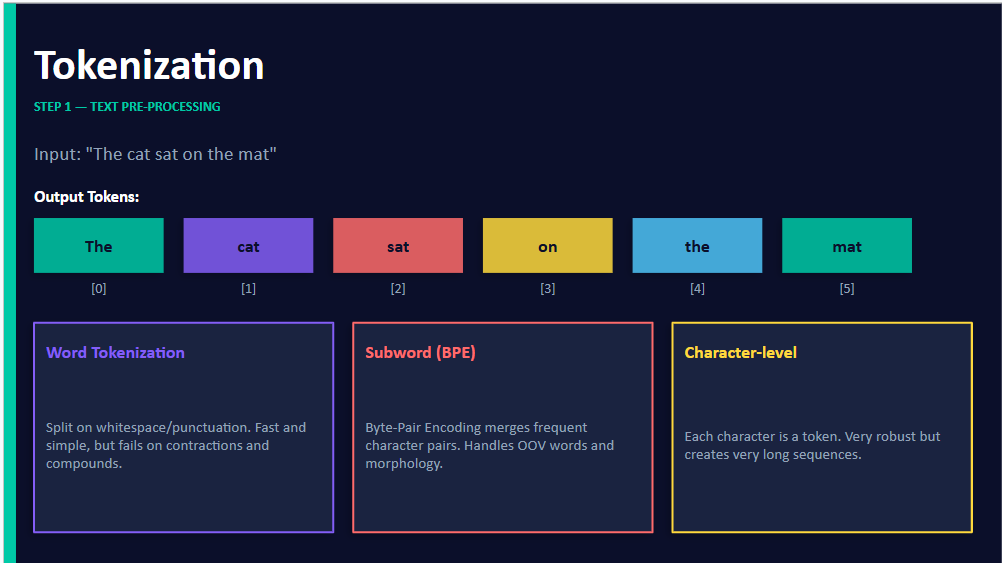 Tokenization
STEP 1 — TEXT PRE-PROCESSING
Input: "The cat sat on the mat"
Output Tokens:
The cat sat on the mat
[0] [1] [2] [3] [4] [5]
Word Tokenization
Split on whitespace/punctuation. Fast and
simple, but fails on contractions and
compounds.
Subword (BPE)
Byte-Pair Encoding merges frequent
character pairs. Handles OOV words and
morphology.
Character-level
Each character is a token. Very robust but
creates very long sequences.